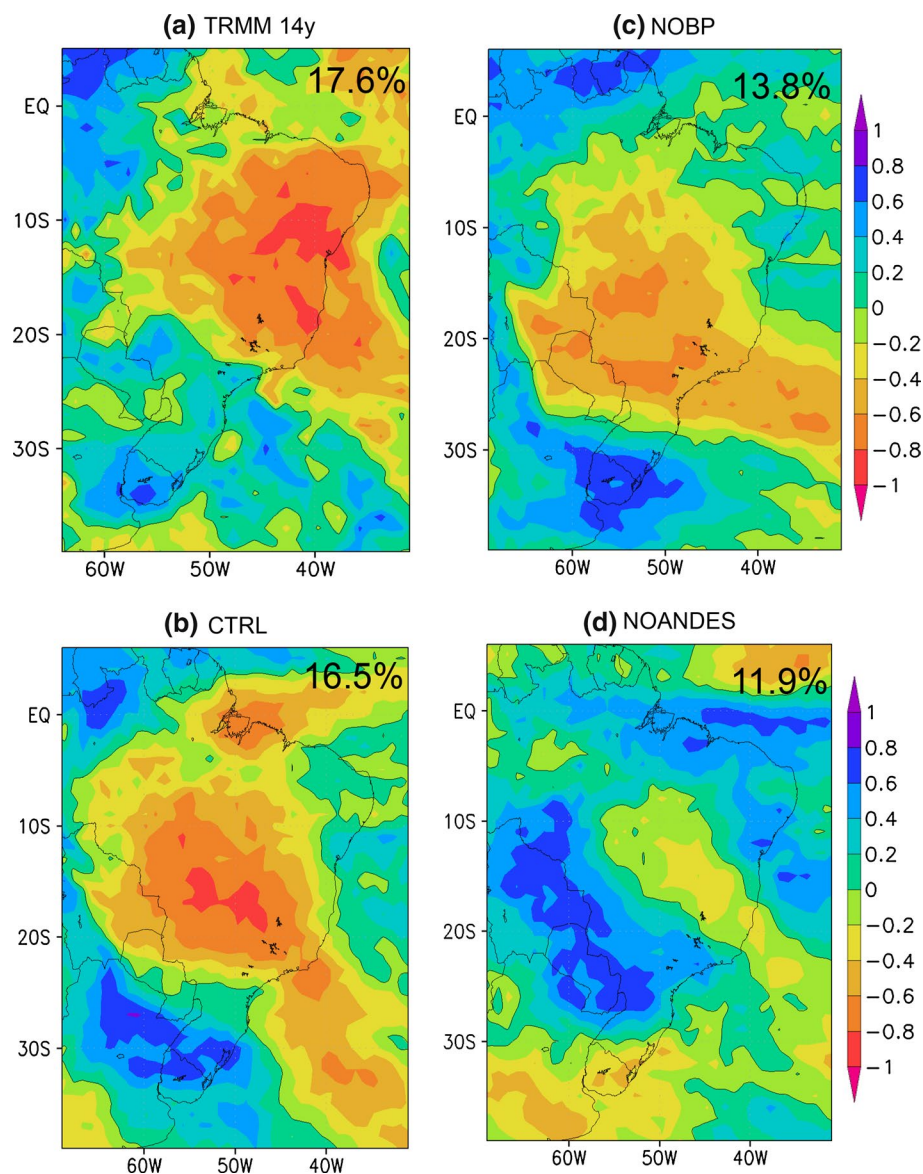 (a) TRMM 14y
17.6%
EQ
10S
20S
30S
60W 50W 40W
(c) NOBP
13.8%
EQ
10S
20S
30S
60W 50W 40W
1
0.8
0.6
0.4
0.2
0
−0.2
−0.4
−0.6
−0.8
−1
(b) CTRL
16.5%
EQ
10S
20S
30S
60W 50W 40W
(d) NOANDES
11.9%
EQ
10S
20S
30S
60W 50W 40W
1
0.8
0.6
0.4
0.2
0
−0.2
−0.4
−0.6
−0.8
−1